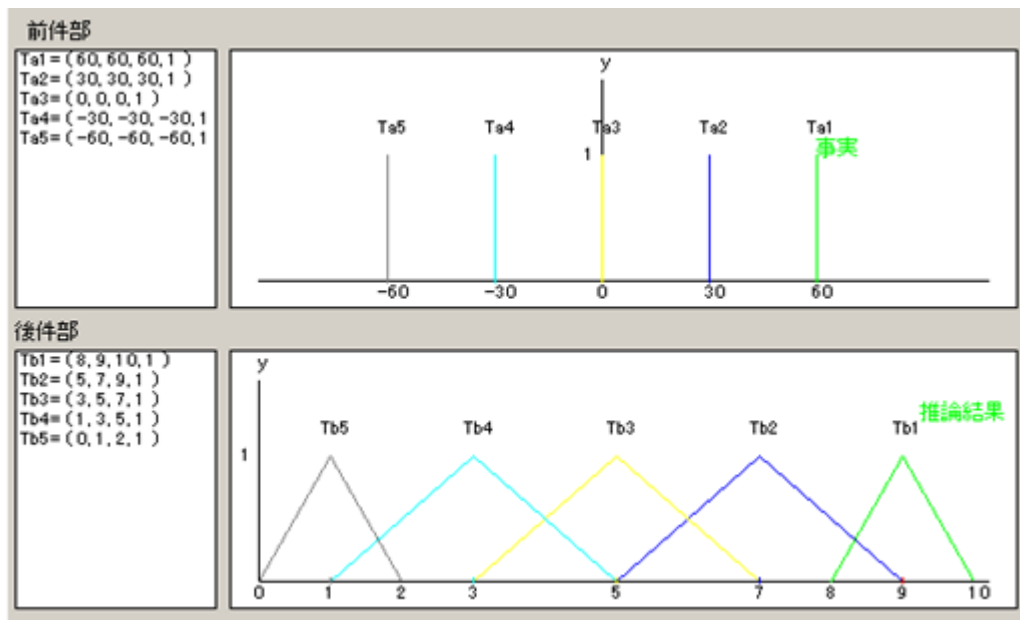 前件部
Ta1=(60,60,60,1 )
Ta2=(30,30,30,1 )
Ta3=(0,0,0,1 )
Ta4=(-30,-30,-30,1
Ta5=(-60,-60,-60,1
y
Ta5 Ta4 Ta3 Ta2 Ta1
事実
1
-60 -30 0 30 60
後件部
Tb1=(8,9,10,1 )
Tb2=(5,7,9,1 )
Tb3=(3,5,7,1 )
Tb4=(1,3,5,1 )
Tb5=(0,1,2,1 )
y
推論結果
Tb5 Tb4 Tb3 Tb2 Tb1
1
0 1 2 3 5 7 8 9 10